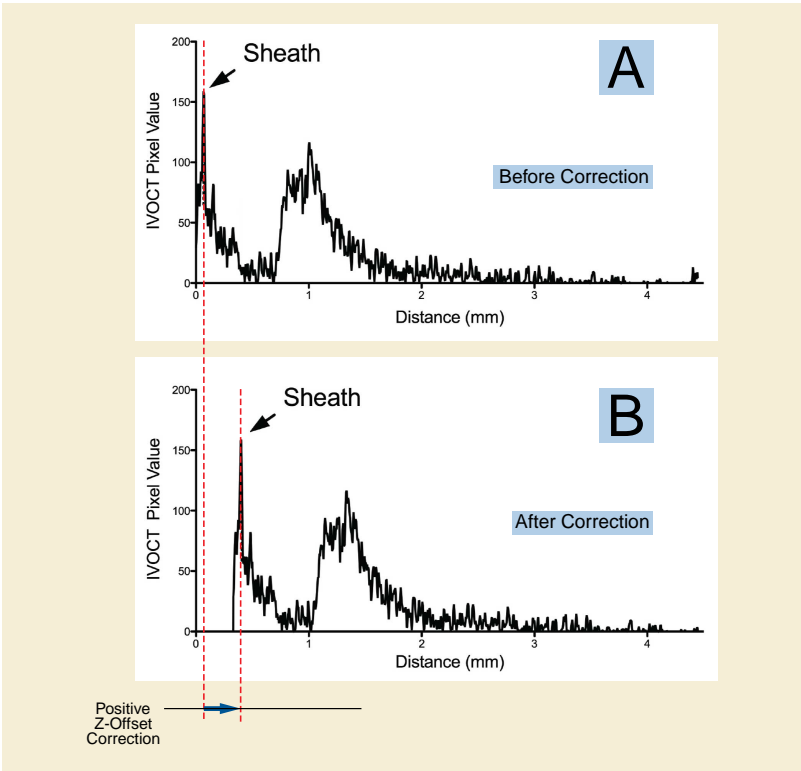 A
Sheath
Before Correction
IVOCT Pixel Value
200
150
100
50
0
0 1 2 3 4
Distance (mm)
B
Sheath
After Correction
IVOCT Pixel Value
200
150
100
50
0
0 1 2 3 4
Distance (mm)
Positive
Z-Offset
Correction